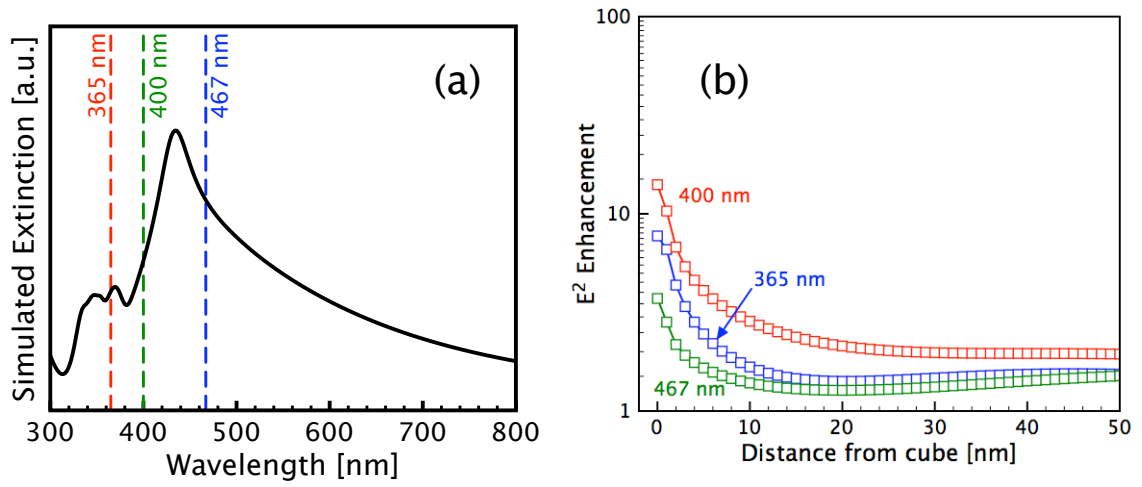 (a)
365 nm
400 nm
467 nm
Simulated Extinction [a.u.]
300 400 500 600 700 800
Wavelength [nm]
(b)
100
10
1
E² Enhancement
400 nm
365 nm
467 nm
0 10 20 30 40 50
Distance from cube [nm]